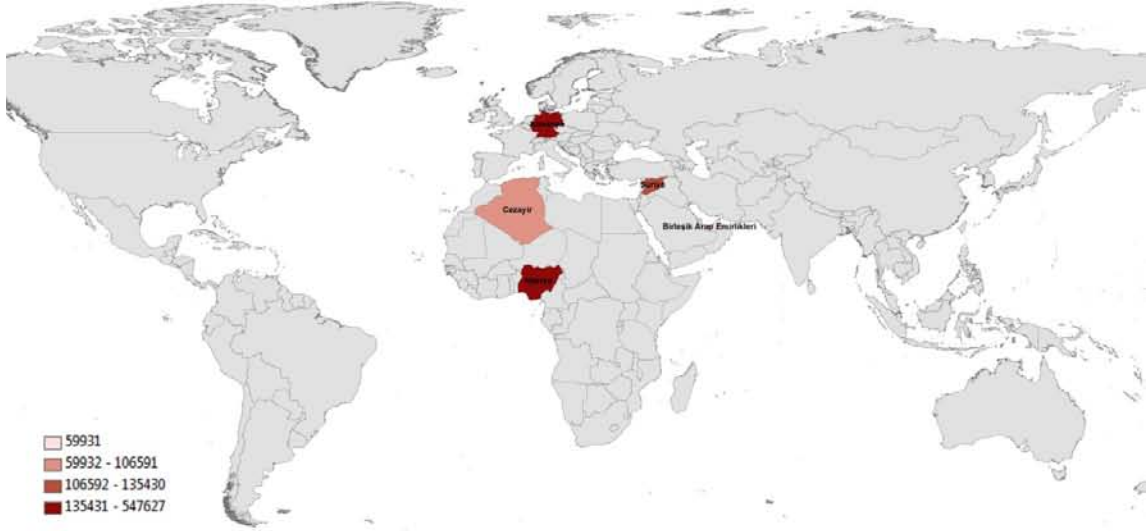 Suriye
Cezayir
Birleşik Arap Emirlikleri
59931
59932 - 106591
106592 - 135430
135431 - 547627